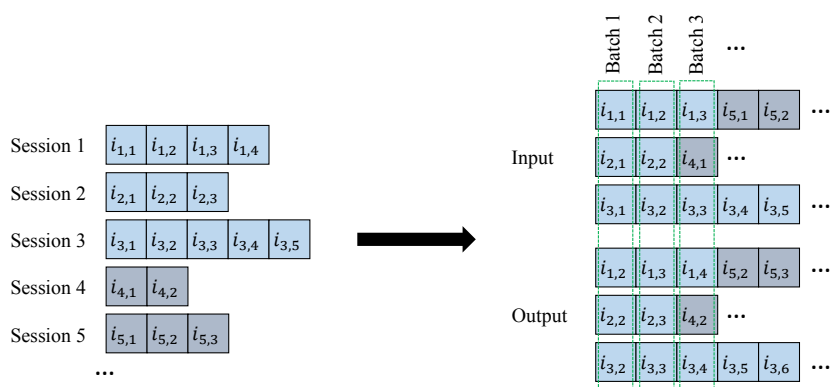 Batch 1
Batch 2
Batch 3
...
Session 1 i1,1 i1,2 i1,3 i1,4
Session 2 i2,1 i2,2 i2,3
Session 3 i3,1 i3,2 i3,3 i3,4 i3,5
Session 4 i4,1 i4,2
Session 5 i5,1 i5,2 i5,3
...
i1,1 i1,2 i1,3 i5,1 i5,2 ...
Input i2,1 i2,2 i4,1 ...
i3,1 i3,2 i3,3 i3,4 i3,5 ...
i1,2 i1,3 i1,4 i5,2 i5,3 ...
Output i2,2 i2,3 i4,2 ...
i3,2 i3,3 i3,4 i3,5 i3,6 ...